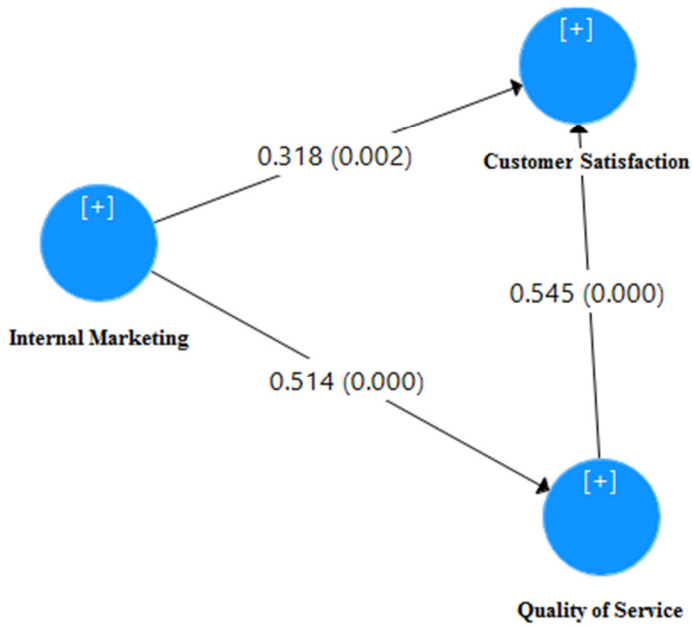 [+]
Customer Satisfaction
0.318 (0.002)
[+]
Internal Marketing
0.545 (0.000)
0.514 (0.000)
[+]
Quality of Service